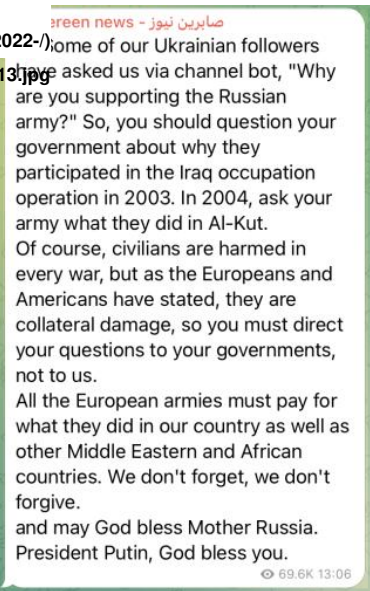 ereen news - صابرين نيوز
2022-/)
13.jpg
Some of our Ukrainian followers
have asked us via channel bot, "Why
are you supporting the Russian
army?" So, you should question your
government about why they
participated in the Iraq occupation
operation in 2003. In 2004, ask your
army what they did in Al-Kut.
Of course, civilians are harmed in
every war, but as the Europeans and
Americans have stated, they are
collateral damage, so you must direct
your questions to your governments,
not to us.
All the European armies must pay for
what they did in our country as well as
other Middle Eastern and African
countries. We don't forget, we don't
forgive.
and may God bless Mother Russia.
President Putin, God bless you.
69.6K 13:06